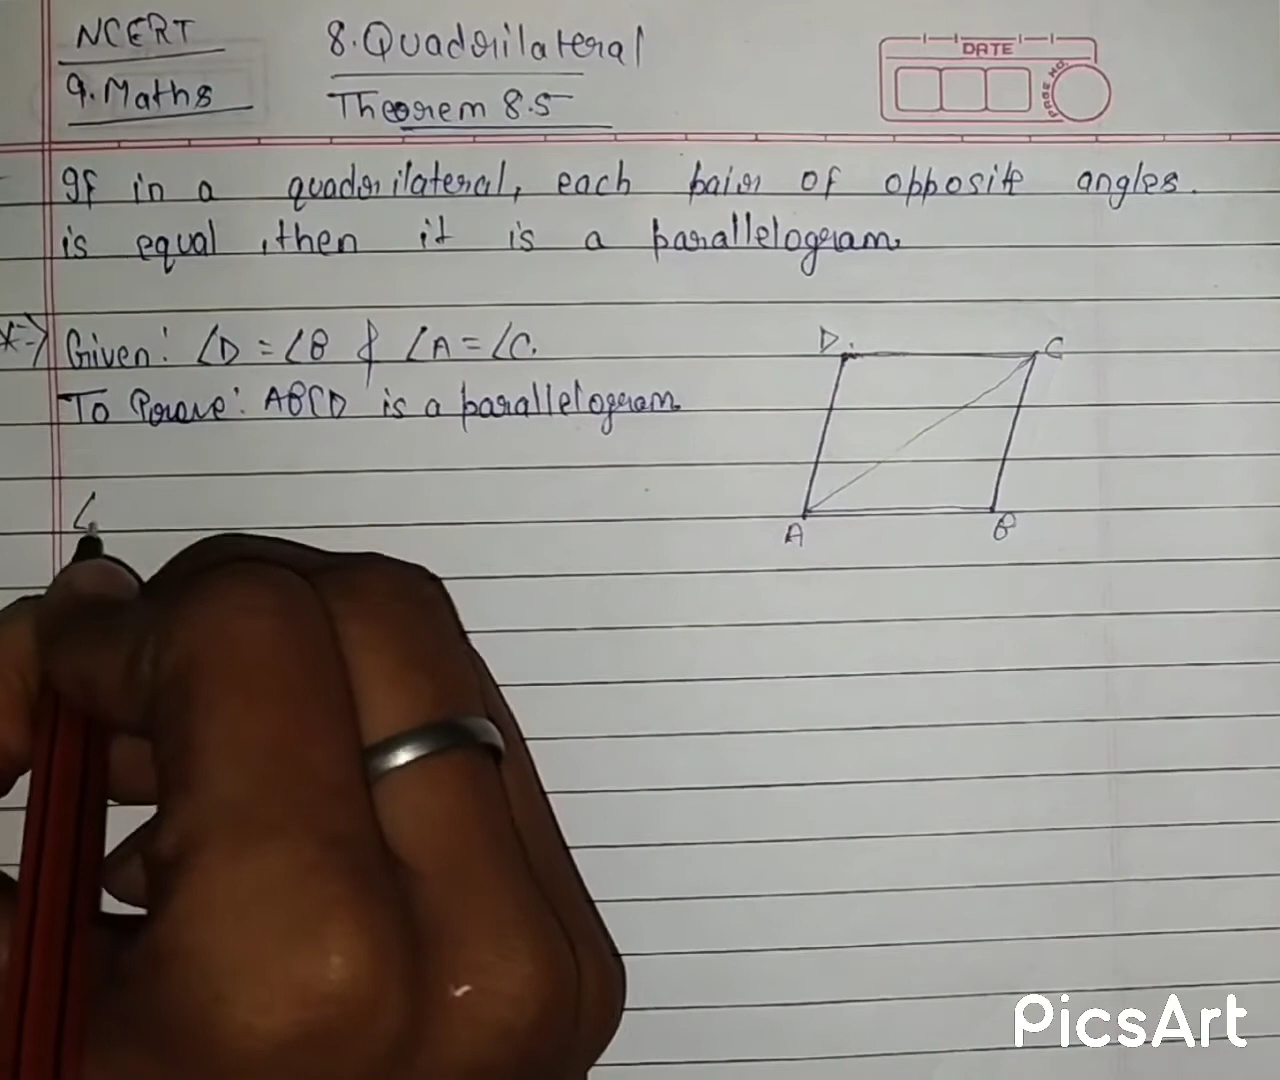 NCERT
9. Maths
8. Quadrilateral
Theorem 8.5
DATE
PAGE NO.
If in a quadrilateral, each pair of opposite angles.
is equal, then it is a parallelogram.
*⇒ Given: ∠D = ∠B & ∠A = ∠C.
To Prove: ABCD is a parallelogram.
D
C
A
B
∠
PicsArt